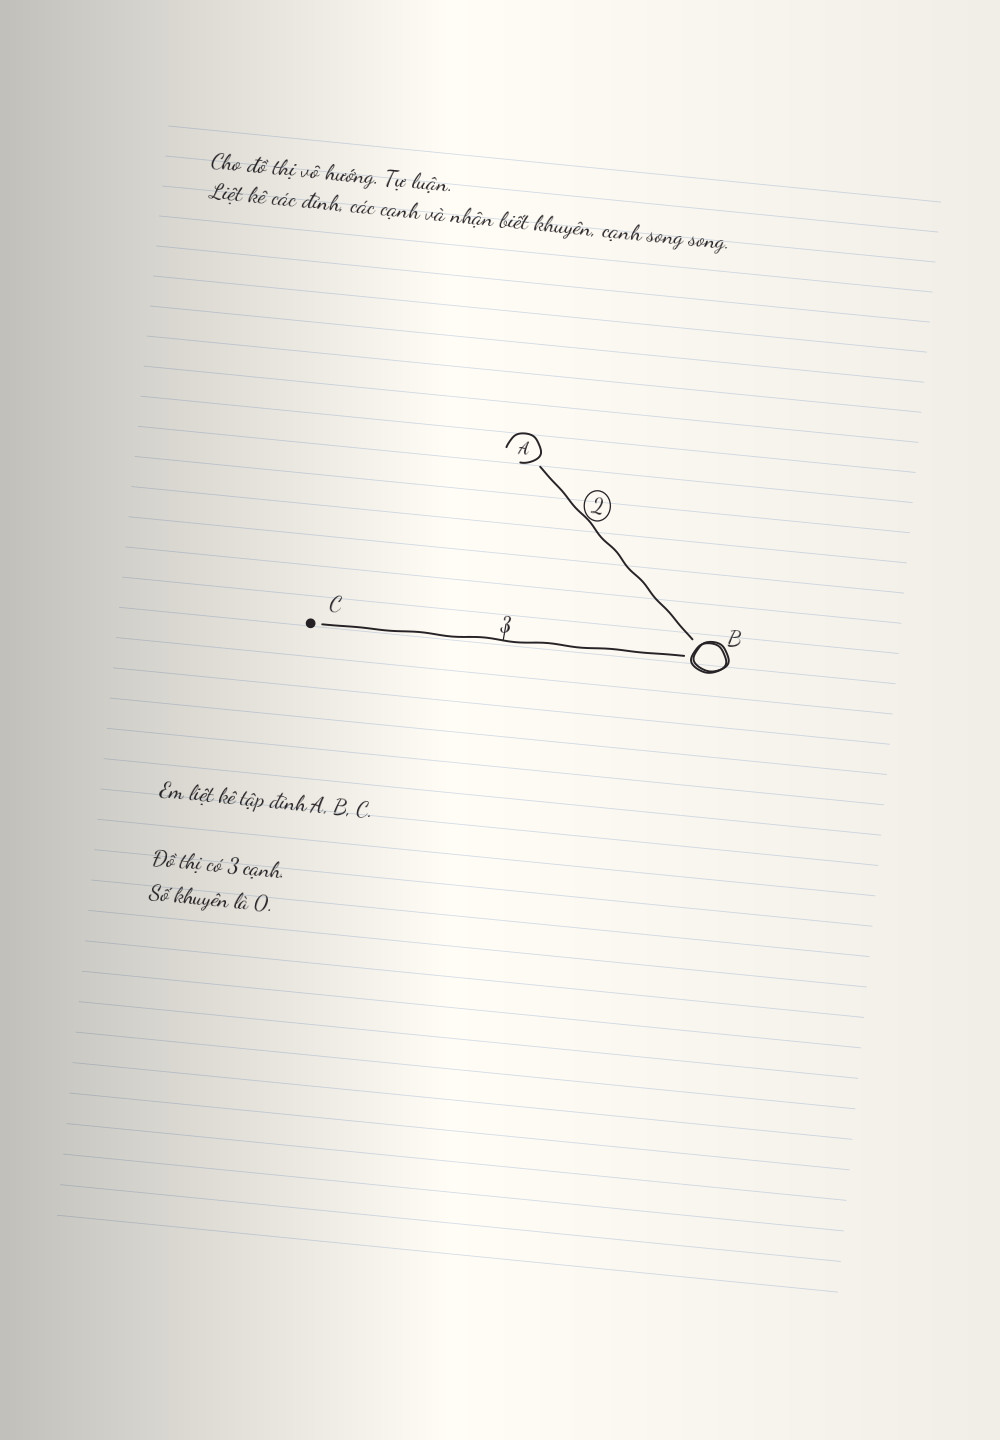 Cho đồ thị vô hướng. Tự luận.
Liệt kê các đỉnh, các cạnh và nhận biết khuyên, cạnh song song.
A
2
C
3
B
Em liệt kê tập đỉnh A, B, C.
Đồ thị có 3 cạnh.
Số khuyên là 0.